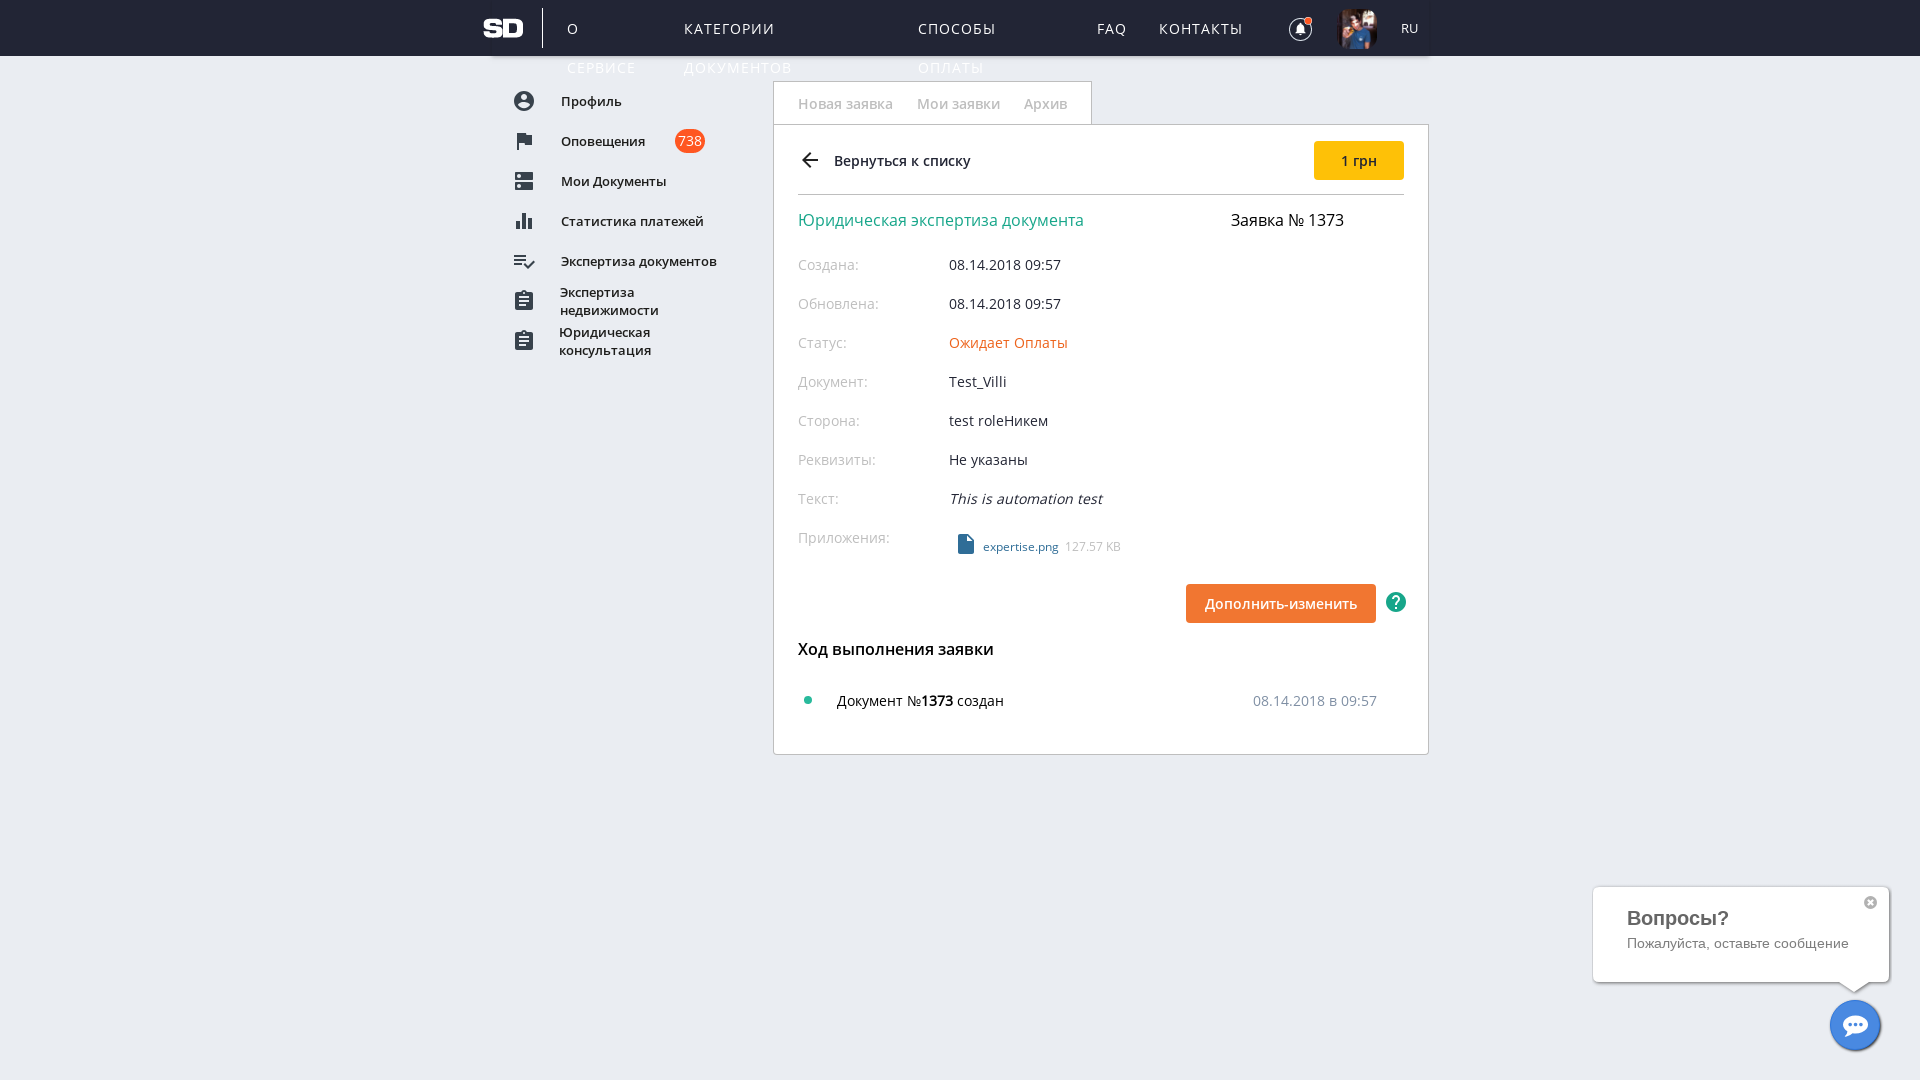 SD
О СЕРВИСЕ
КАТЕГОРИИ ДОКУМЕНТОВ
СПОСОБЫ ОПЛАТЫ
FAQ
КОНТАКТЫ
RU
Профиль
Оповещения 738
Мои Документы
Статистика платежей
Экспертиза документов
Экспертиза
недвижимости
Юридическая
консультация
Новая заявка Мои заявки Архив
Вернуться к списку 1 грн
Юридическая экспертиза документа Заявка № 1373
Создана: 08.14.2018 09:57
Обновлена: 08.14.2018 09:57
Статус: Ожидает Оплаты
Документ: Test_Villi
Сторона: test roleНикем
Реквизиты: Не указаны
Текст: This is automation test
Приложения: expertise.png 127.57 KB
Дополнить-изменить
Ход выполнения заявки
Документ №1373 создан 08.14.2018 в 09:57
Вопросы?
Пожалуйста, оставьте сообщение